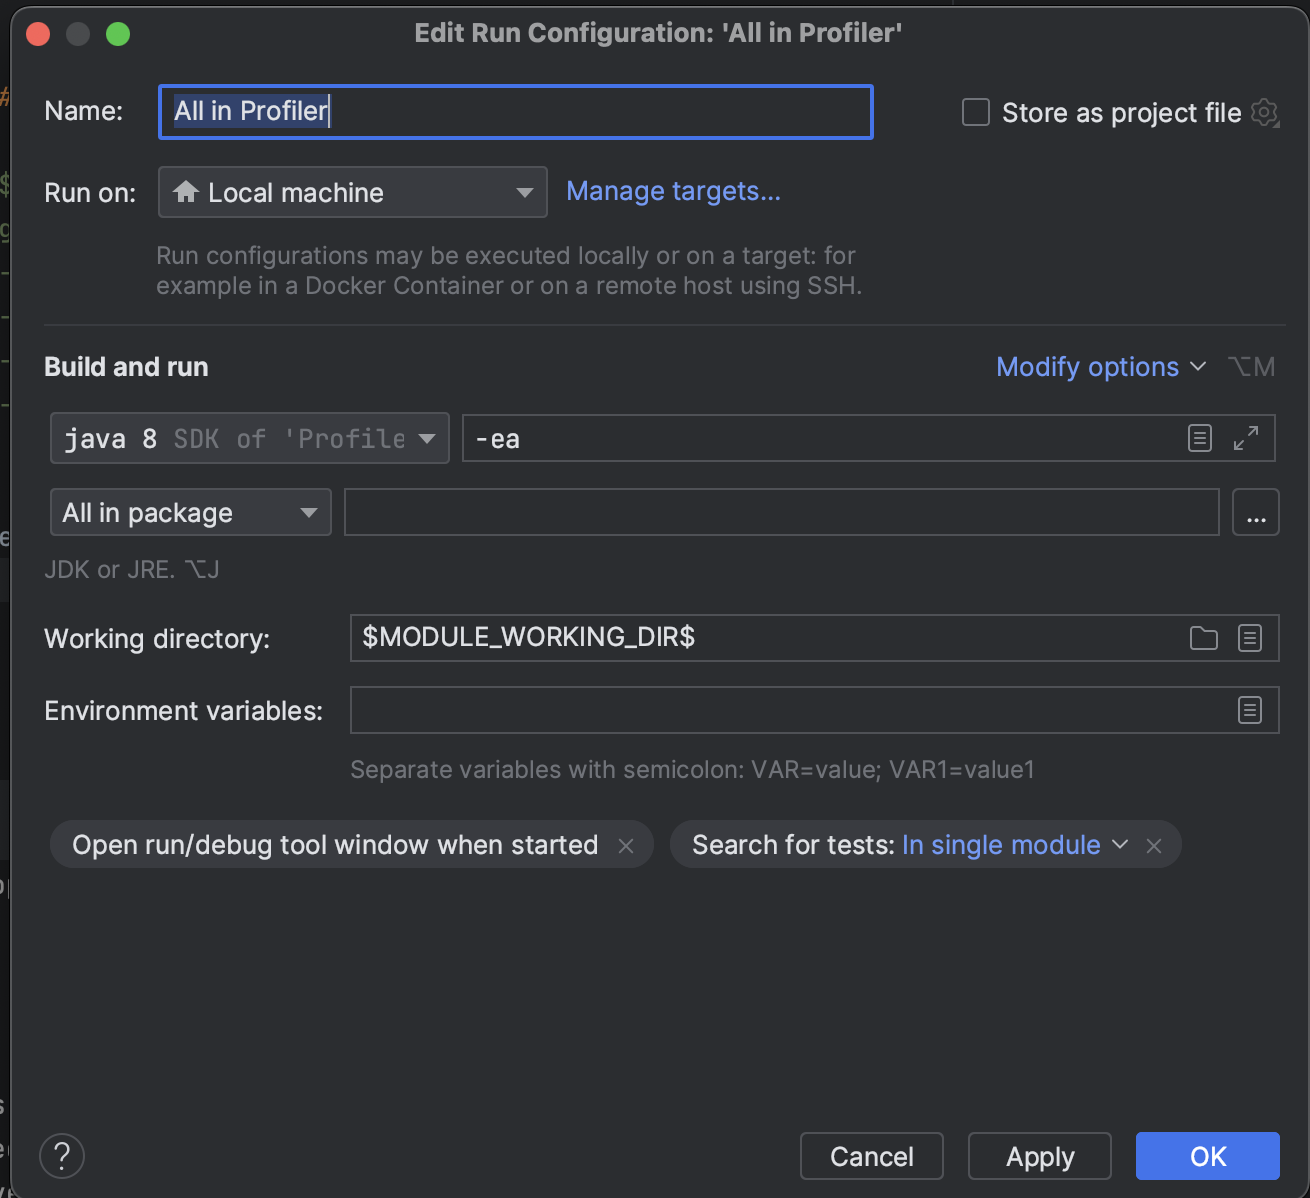 Edit Run Configuration: 'All in Profiler'
Name: All in Profiler Store as project file
Run on: Local machine Manage targets...
Run configurations may be executed locally or on a target: for
example in a Docker Container or on a remote host using SSH.
Build and run Modify options ⌥M
java 8 SDK of 'Profile -ea
All in package ...
JDK or JRE. ⌥J
Working directory: $MODULE_WORKING_DIR$
Environment variables:
Separate variables with semicolon: VAR=value; VAR1=value1
Open run/debug tool window when started × Search for tests: In single module ×
? Cancel Apply OK